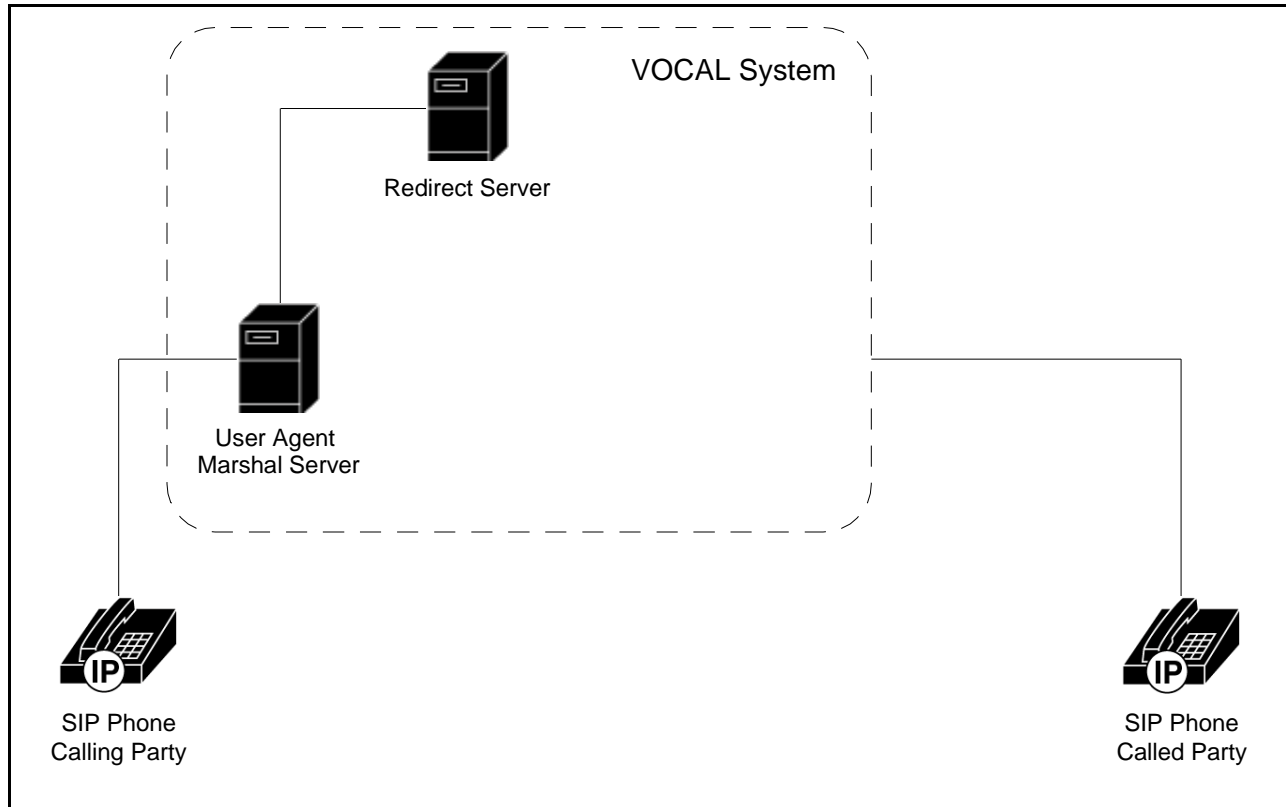 VOCAL System
Redirect Server
User Agent
Marshal Server
IP
SIP Phone
Calling Party
IP
SIP Phone
Called Party